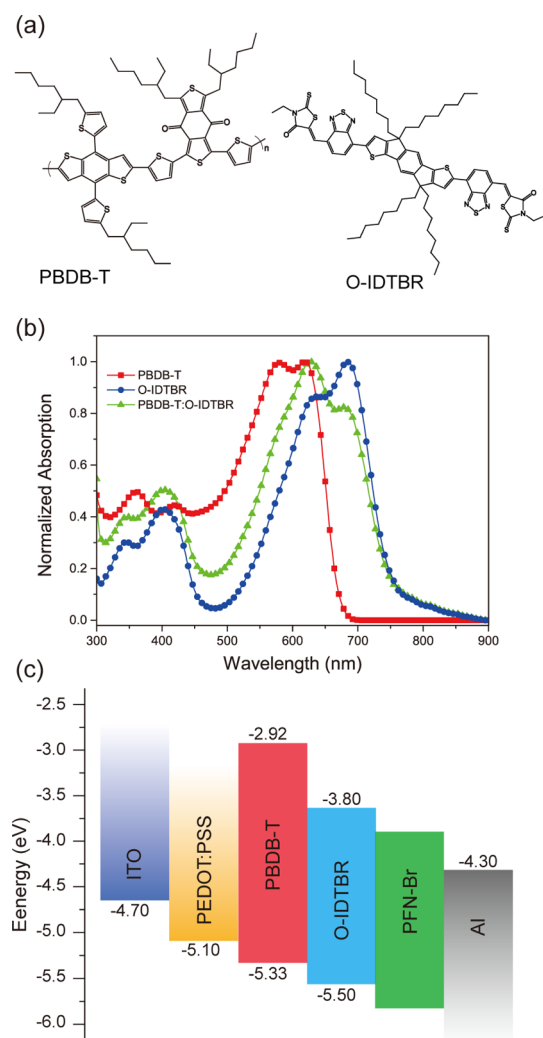 (a)
S
S
S
S
S
S
S
S
O
O
n
PBDB-T
S
N
O
S
N
S
N
S
S
N
S
N
S
O
N
S
O-IDTBR
(b)
PBDB-T
O-IDTBR
PBDB-T:O-IDTBR
Normalized Absorption
1.0
0.8
0.6
0.4
0.2
0.0
300 400 500 600 700 800 900
Wavelength (nm)
(c)
Eenergy (eV)
-2.5
-3.0
-3.5
-4.0
-4.5
-5.0
-5.5
-6.0
ITO
-4.70
PEDOT:PSS
-5.10
-2.92
PBDB-T
-5.33
-3.80
O-IDTBR
-5.50
PFN-Br
-4.30
Al